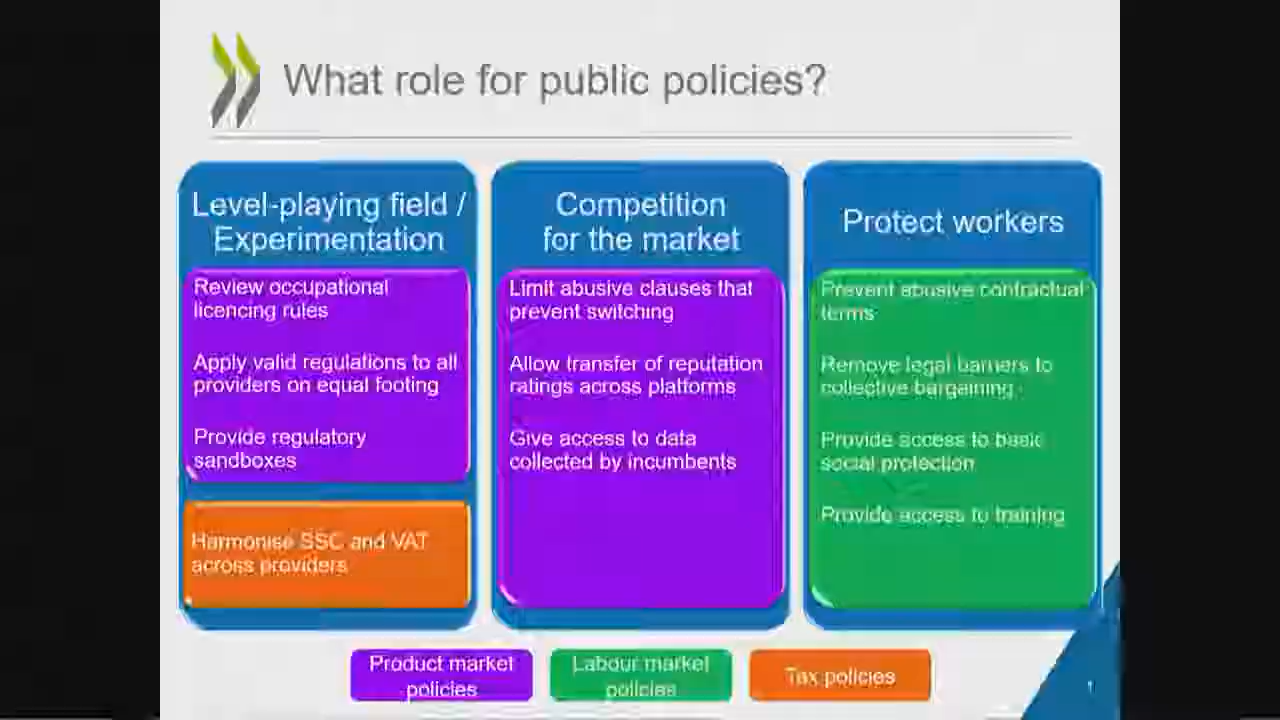 What role for public policies?
Level-playing field /
Experimentation
Review occupational
licencing rules
Apply valid regulations to all
providers on equal footing
Provide regulatory
sandboxes
Harmonise SSC and VAT
across providers
Competition
for the market
Limit abusive clauses that
prevent switching
Allow transfer of reputation
ratings across platforms
Give access to data
collected by incumbents
Protect workers
Prevent abusive contractual
terms
Remove legal barriers to
collective bargaining
Provide access to basic
social protection
Provide access to training
Product market
policies
Labour market
policies
Tax policies